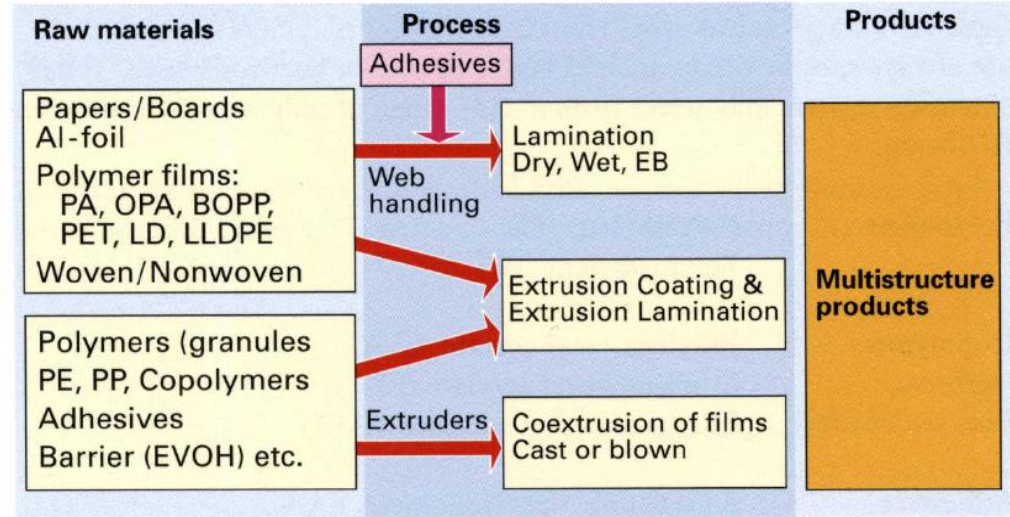 Raw materials
Process
Products
Adhesives
Papers/Boards
Al-foil
Polymer films:
PA, OPA, BOPP,
PET, LD, LLDPE
Woven/Nonwoven
Web
handling
Lamination
Dry, Wet, EB
Extrusion Coating &
Extrusion Lamination
Multistructure
products
Polymers (granules
PE, PP, Copolymers
Adhesives
Barrier (EVOH) etc.
Extruders
Coextrusion of films
Cast or blown